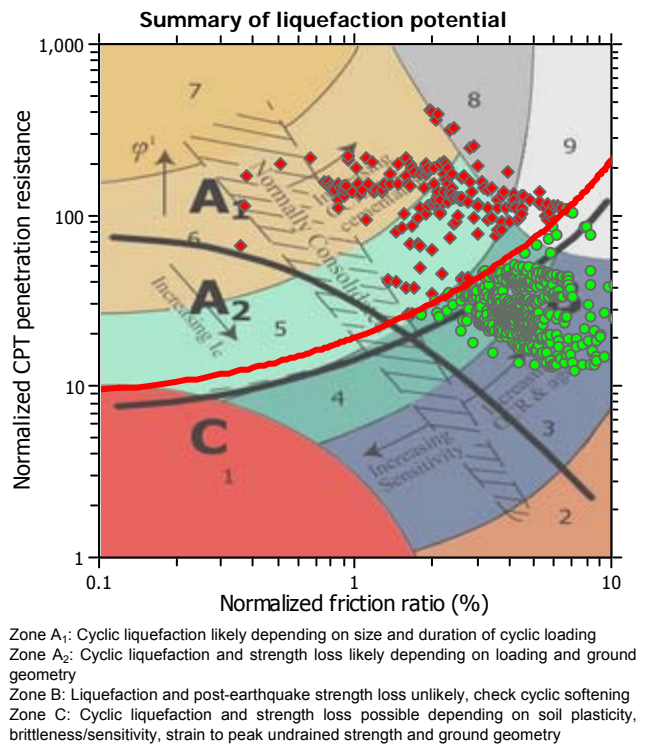 Summary of liquefaction potential
1,000
7
8
9
φ'
A1
Increasing
cementation
Normally Consolidated
Normalized CPT penetration resistance
100
6
A2
Increasing Ic
5
10
4
Increasing
OCR & age
3
Increasing
Sensitivity
C
1
2
1
0.1
1
10
Normalized friction ratio (%)
Zone A1: Cyclic liquefaction likely depending on size and duration of cyclic loading
Zone A2: Cyclic liquefaction and strength loss likely depending on loading and ground
geometry
Zone B: Liquefaction and post-earthquake strength loss unlikely, check cyclic softening
Zone C: Cyclic liquefaction and strength loss possible depending on soil plasticity,
brittleness/sensitivity, strain to peak undrained strength and ground geometry